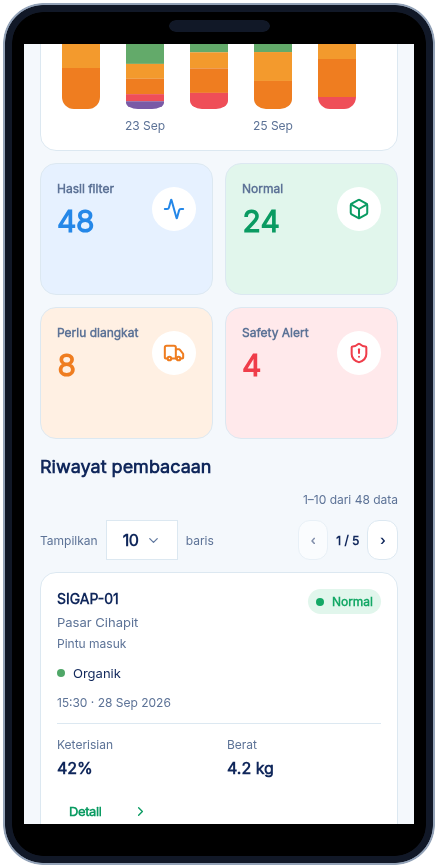 23 Sep
25 Sep
Hasil filter
48
Normal
24
Perlu diangkat
8
Safety Alert
4
Riwayat pembacaan
1–10 dari 48 data
Tampilkan 10 baris
‹ 1 / 5 ›
SIGAP-01
Normal
Pasar Cihapit
Pintu masuk
Organik
15:30 · 28 Sep 2026
Keterisian
Berat
42%
4.2 kg
Detail